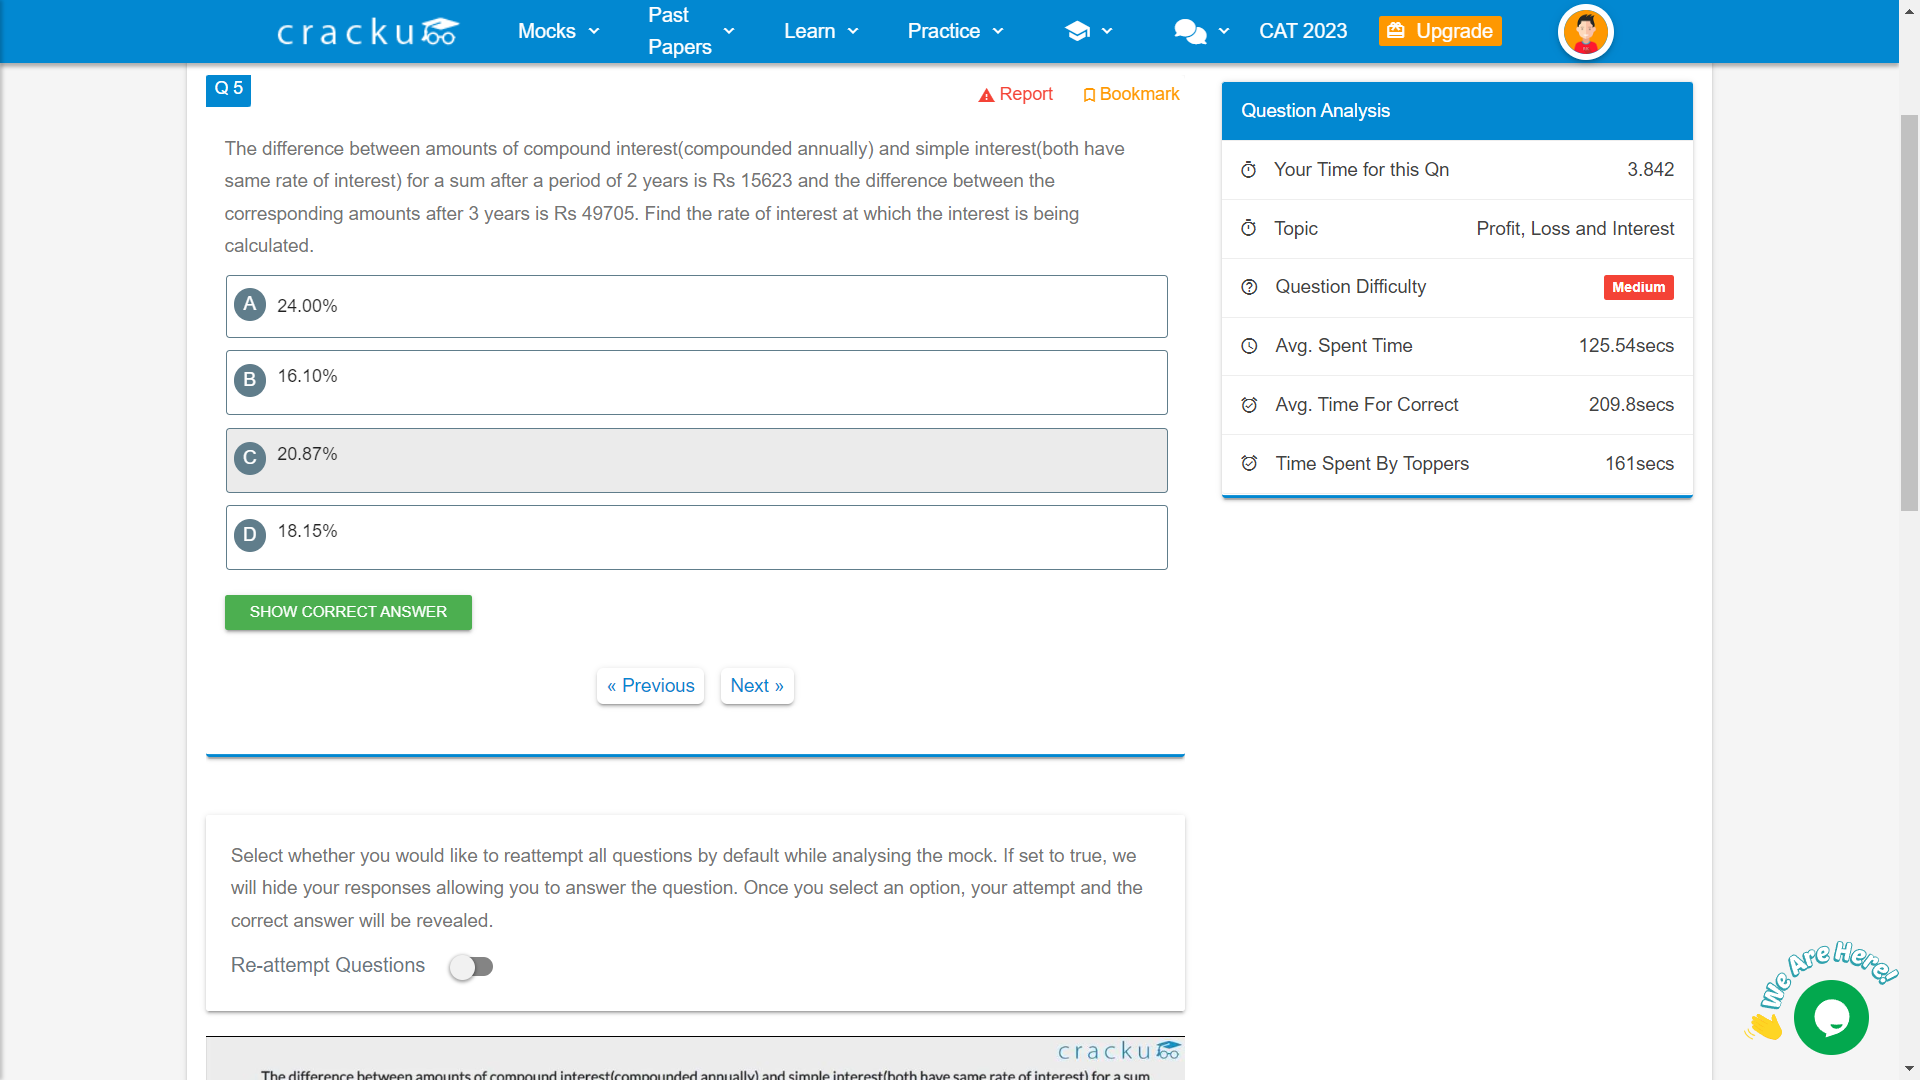 cracku
Mocks
Past Papers
Learn
Practice
CAT 2023
Upgrade
Q 5
Report
Bookmark
The difference between amounts of compound interest(compounded annually) and simple interest(both have
same rate of interest) for a sum after a period of 2 years is Rs 15623 and the difference between the
corresponding amounts after 3 years is Rs 49705. Find the rate of interest at which the interest is being
calculated.
A 24.00%
B 16.10%
C 20.87%
D 18.15%
SHOW CORRECT ANSWER
« Previous
Next »
Question Analysis
Your Time for this Qn 3.842
Topic Profit, Loss and Interest
Question Difficulty Medium
Avg. Spent Time 125.54secs
Avg. Time For Correct 209.8secs
Time Spent By Toppers 161secs
Select whether you would like to reattempt all questions by default while analysing the mock. If set to true, we
will hide your responses allowing you to answer the question. Once you select an option, your attempt and the
correct answer will be revealed.
Re-attempt Questions
We Are Here!
cracku
The difference between amounts of compound interest(compounded annually) and simple interest(both have same rate of interest) for a sum